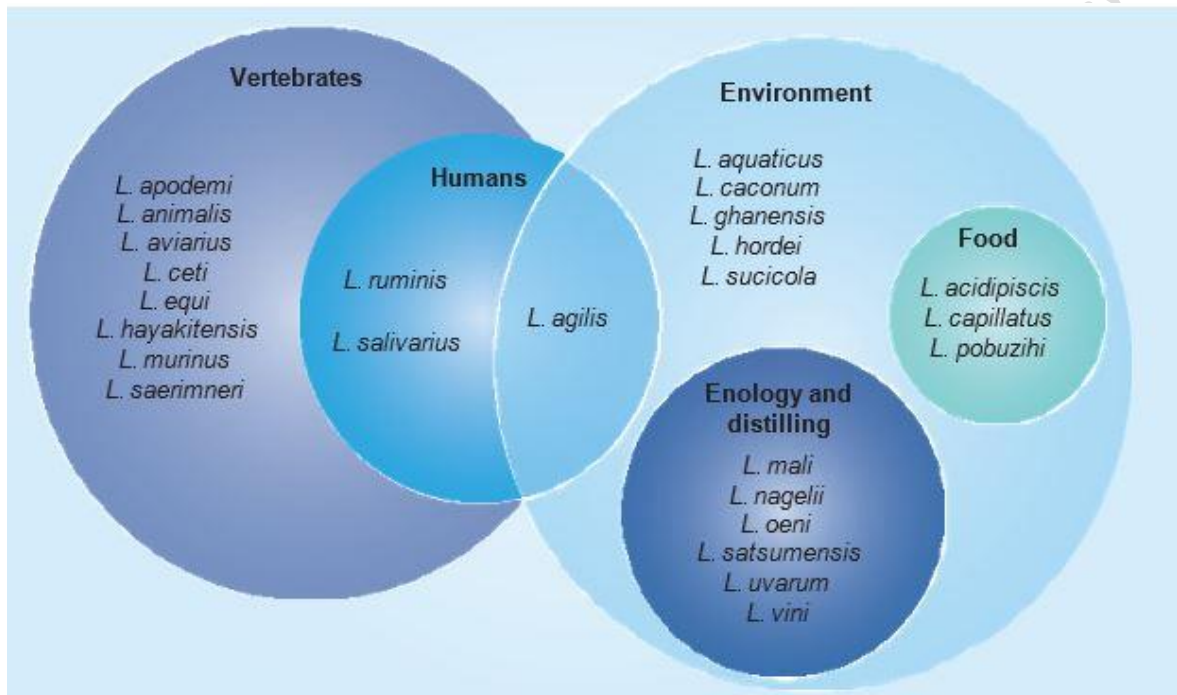 Vertebrates
L. apodemi
L. animalis
L. aviarius
L. ceti
L. equi
L. hayakitensis
L. murinus
L. saerimneri
Humans
L. ruminis
L. salivarius
L. agilis
Environment
L. aquaticus
L. caconum
L. ghanensis
L. hordei
L. sucicola
Food
L. acidipiscis
L. capillatus
L. pobuzihi
Enology and
distilling
L. mali
L. nagelii
L. oeni
L. satsumensis
L. uvarum
L. vini